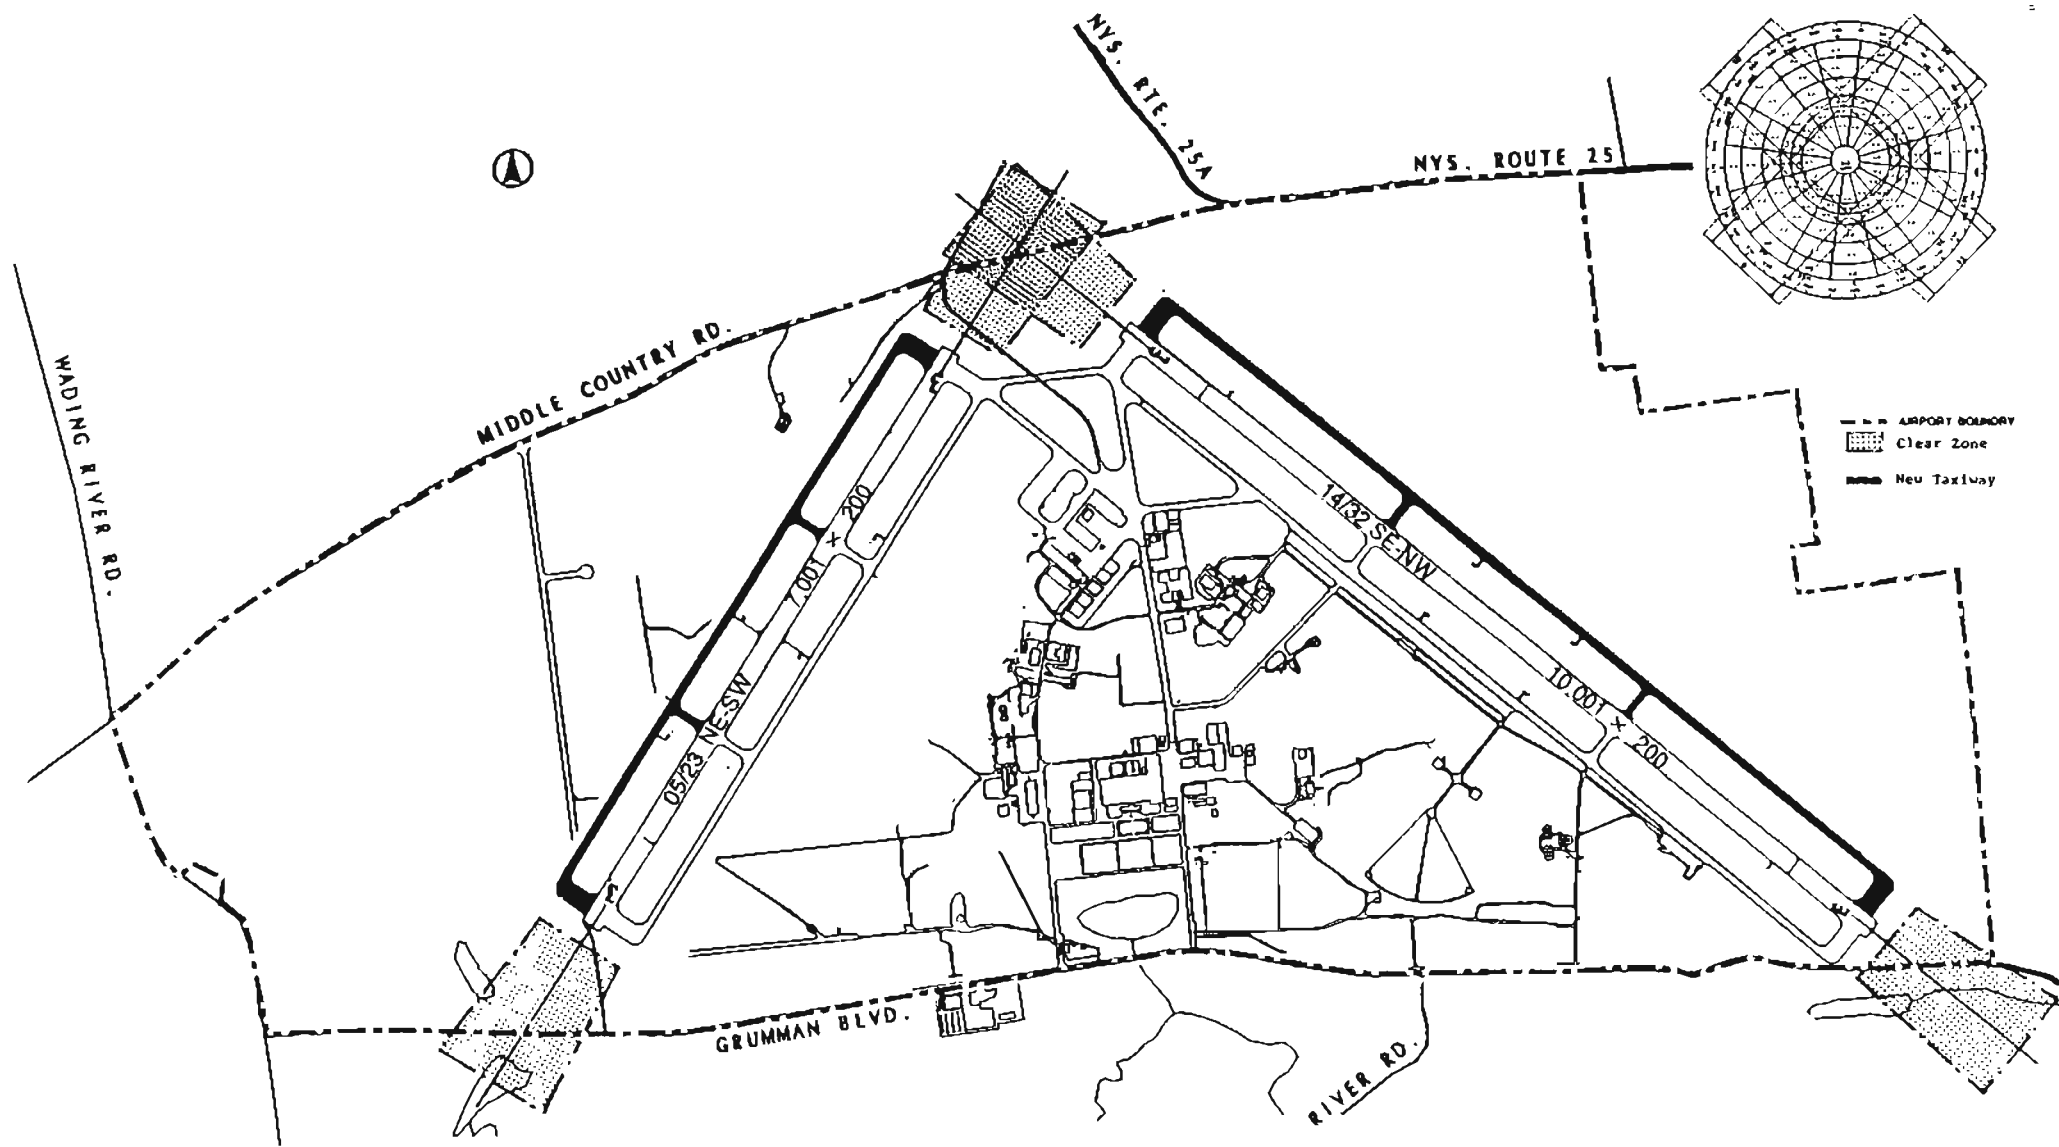 NYS. RTE. 25A
NYS. ROUTE 25
MIDDLE COUNTRY RD.
WADING RIVER RD.
AIRPORT BOUNDARY
Clear Zone
New Taxiway
05/23 NE-SW 7,001 X 200
14/32 SE-NW 10,001 X 200
GRUMMAN BLVD.
RIVER RD.